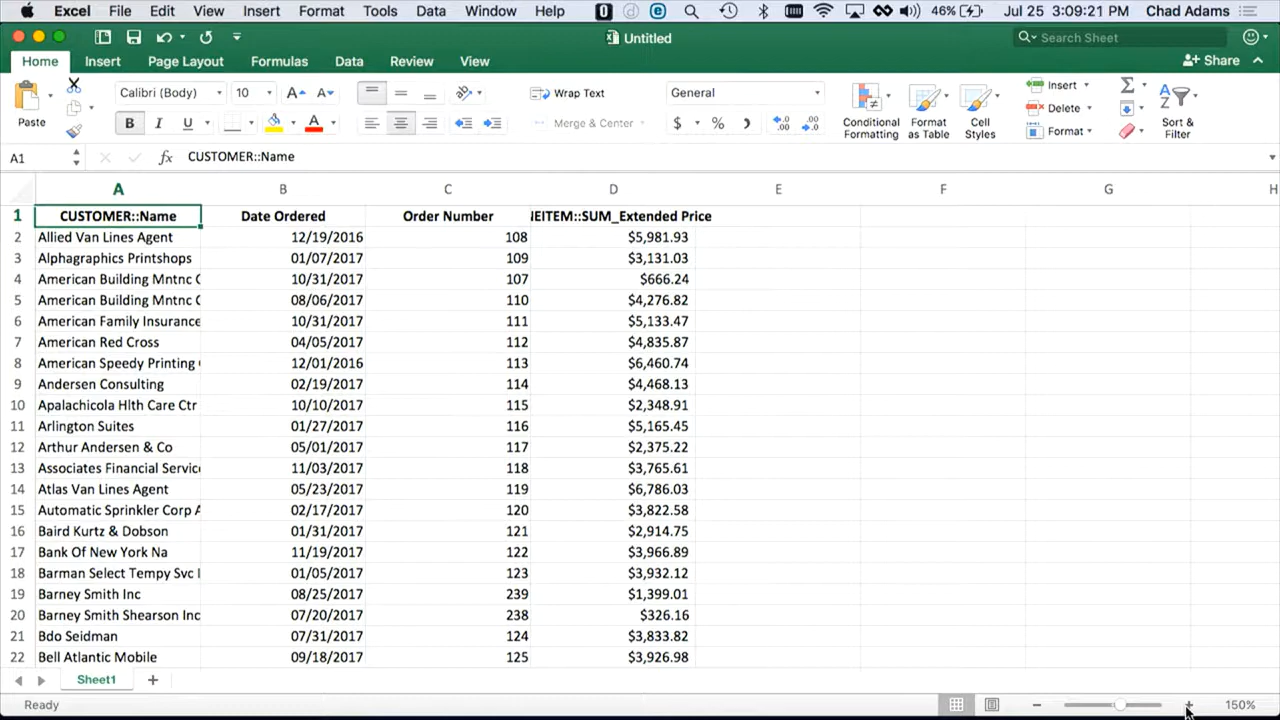 Excel File Edit View Insert Format Tools Data Window Help 46% Jul 25 3:09:21 PM Chad Adams
Untitled
Search Sheet
Home Insert Page Layout Formulas Data Review View Share
Paste
Calibri (Body) 10 A A
B I U A
Wrap Text
Merge & Center
General
$ % , .0 .00 .00 .0
Conditional Formatting
Format as Table
Cell Styles
Insert
Delete
Format
Sort & Filter
A1 fx CUSTOMER::Name
A B C D E F G H
1 CUSTOMER::Name Date Ordered Order Number NEITEM::SUM_Extended Price
2 Allied Van Lines Agent 12/19/2016 108 $5,981.93
3 Alphagraphics Printshops 01/07/2017 109 $3,131.03
4 American Building Mntnc C 10/31/2017 107 $666.24
5 American Building Mntnc C 08/06/2017 110 $4,276.82
6 American Family Insurance 10/31/2017 111 $5,133.47
7 American Red Cross 04/05/2017 112 $4,835.87
8 American Speedy Printing 12/01/2016 113 $6,460.74
9 Andersen Consulting 02/19/2017 114 $4,468.13
10 Apalachicola Hlth Care Ctr 10/10/2017 115 $2,348.91
11 Arlington Suites 01/27/2017 116 $5,165.45
12 Arthur Andersen & Co 05/01/2017 117 $2,375.22
13 Associates Financial Service 11/03/2017 118 $3,765.61
14 Atlas Van Lines Agent 05/23/2017 119 $6,786.03
15 Automatic Sprinkler Corp A 02/17/2017 120 $3,822.58
16 Baird Kurtz & Dobson 01/31/2017 121 $2,914.75
17 Bank Of New York Na 11/19/2017 122 $3,966.89
18 Barman Select Tempy Svc I 01/05/2017 123 $3,932.12
19 Barney Smith Inc 08/25/2017 239 $1,399.01
20 Barney Smith Shearson Inc 07/20/2017 238 $326.16
21 Bdo Seidman 07/31/2017 124 $3,833.82
22 Bell Atlantic Mobile 09/18/2017 125 $3,926.98
Sheet1
Ready 150%